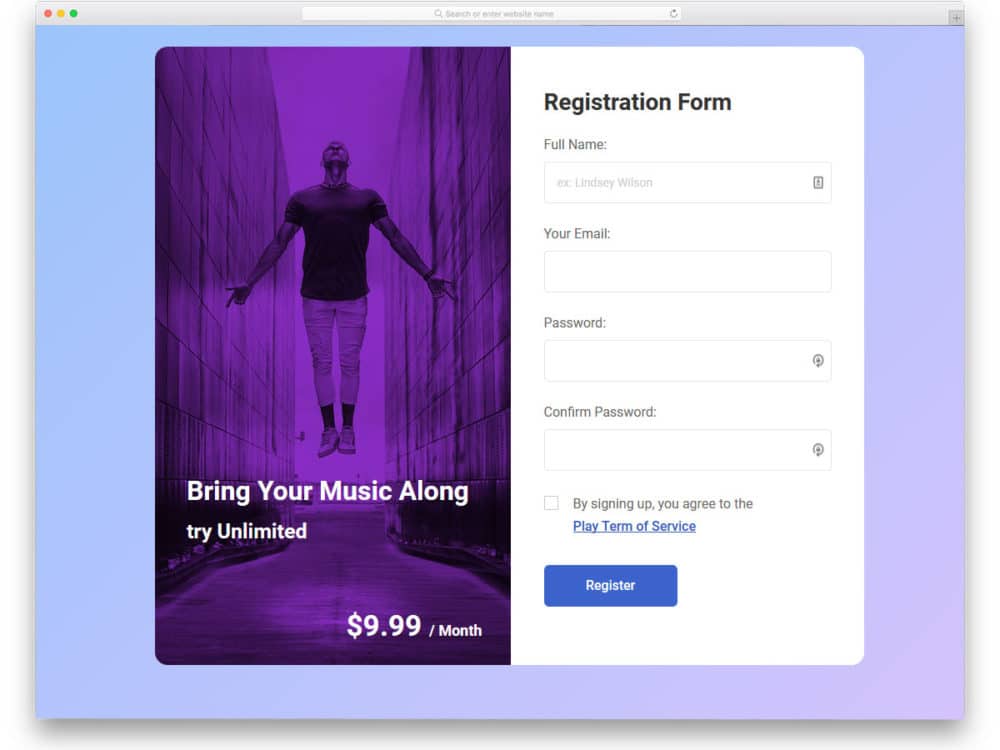 Search or enter website name
Bring Your Music Along
try Unlimited
$9.99 / Month
Registration Form
Full Name:
ex: Lindsey Wilson
Your Email:
Password:
Confirm Password:
By signing up, you agree to the
Play Term of Service
Register